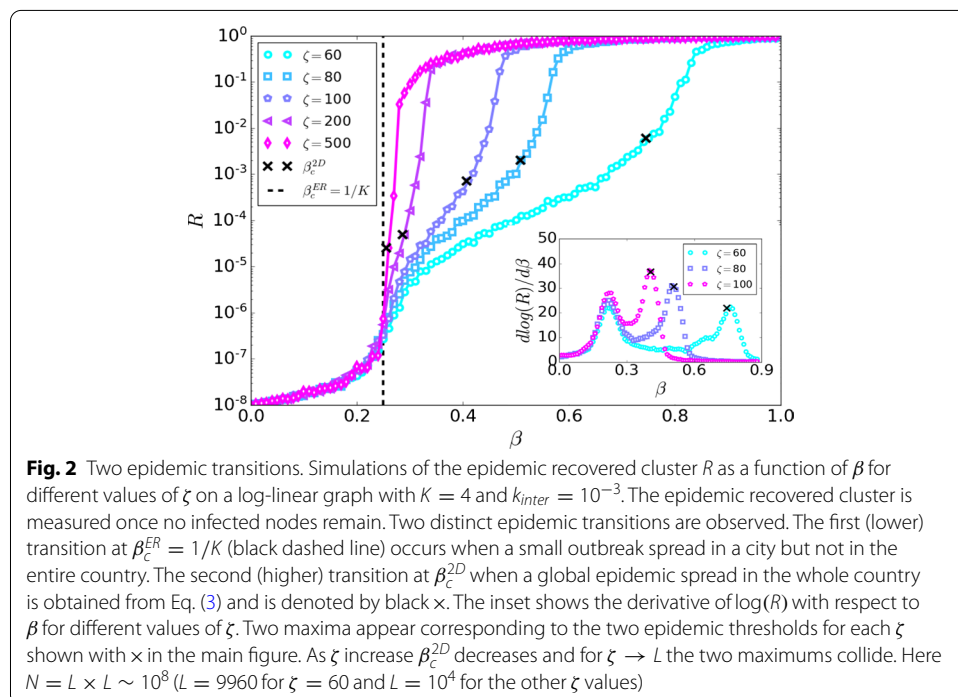 10⁰
10⁻¹
10⁻²
10⁻³
10⁻⁴
10⁻⁵
10⁻⁶
10⁻⁷
10⁻⁸
R
ζ = 60
ζ = 80
ζ = 100
ζ = 200
ζ = 500
β_c^{2D}
β_c^{ER} = 1/K
0.0 0.2 0.4 0.6 0.8 1.0
β
50
40
30
20
10
0
dlog(R)/dβ
ζ = 60
ζ = 80
ζ = 100
0.0 0.3 0.6 0.9
β
Fig. 2 Two epidemic transitions. Simulations of the epidemic recovered cluster R as a function of β for
different values of ζ on a log-linear graph with K = 4 and k_{inter} = 10⁻³. The epidemic recovered cluster is
measured once no infected nodes remain. Two distinct epidemic transitions are observed. The first (lower)
transition at β_c^{ER} = 1/K (black dashed line) occurs when a small outbreak spread in a city but not in the
entire country. The second (higher) transition at β_c^{2D} when a global epidemic spread in the whole country
is obtained from Eq. (3) and is denoted by black ×. The inset shows the derivative of log(R) with respect to
β for different values of ζ. Two maxima appear corresponding to the two epidemic thresholds for each ζ
shown with × in the main figure. As ζ increase β_c^{2D} decreases and for ζ → L the two maximums collide. Here
N = L × L ∼ 10⁸ (L = 9960 for ζ = 60 and L = 10⁴ for the other ζ values)